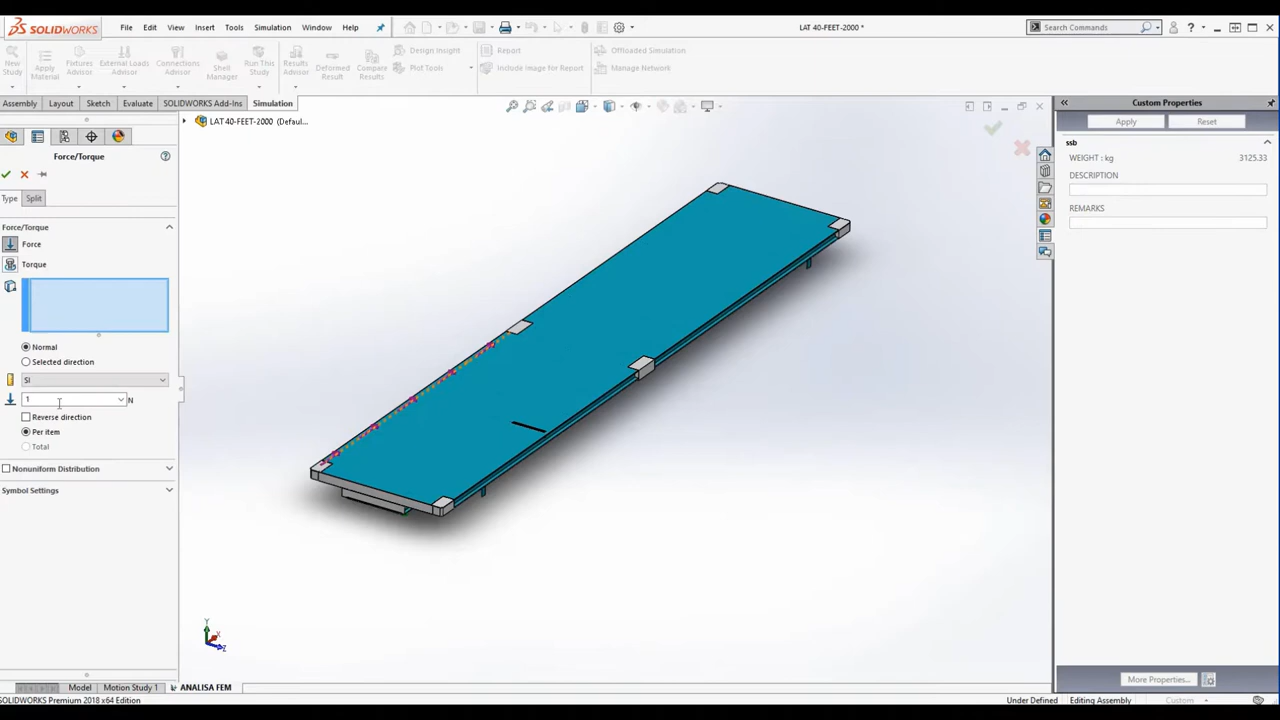 SOLIDWORKS File Edit View Insert Tools Simulation Window Help LAT 40-FEET-2000 * Search Commands
New Study Apply Material Fixtures Advisor External Loads Advisor Connections Advisor Shell Manager Run This Study Results Advisor Deformed Result Compare Results Design Insight Plot Tools Report Include Image for Report Offloaded Simulation Manage Network
Assembly Layout Sketch Evaluate SOLIDWORKS Add-Ins Simulation
Custom Properties
LAT 40-FEET-2000 (Defaul...
Apply Reset
ssb
Force/Torque
WEIGHT : kg 3125.33
DESCRIPTION
Type Split
REMARKS
Force/Torque
Force
Torque
Normal
Selected direction
SI
1 N
Reverse direction
Per item
Total
Nonuniform Distribution
Symbol Settings
Y
X
Z
More Properties...
Model Motion Study 1 ANALISA FEM
SOLIDWORKS Premium 2018 x64 Edition Under Defined Editing Assembly Custom